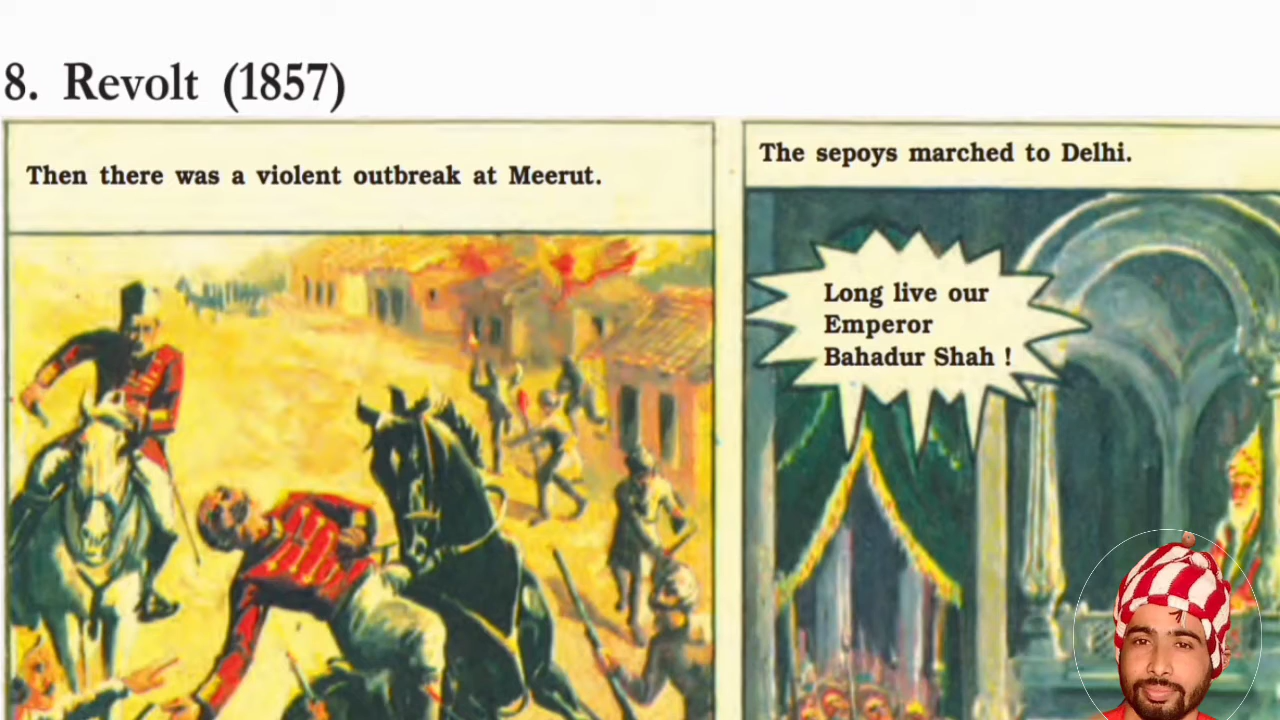 8. Revolt (1857)
Then there was a violent outbreak at Meerut.
The sepoys marched to Delhi.
Long live our
Emperor
Bahadur Shah !